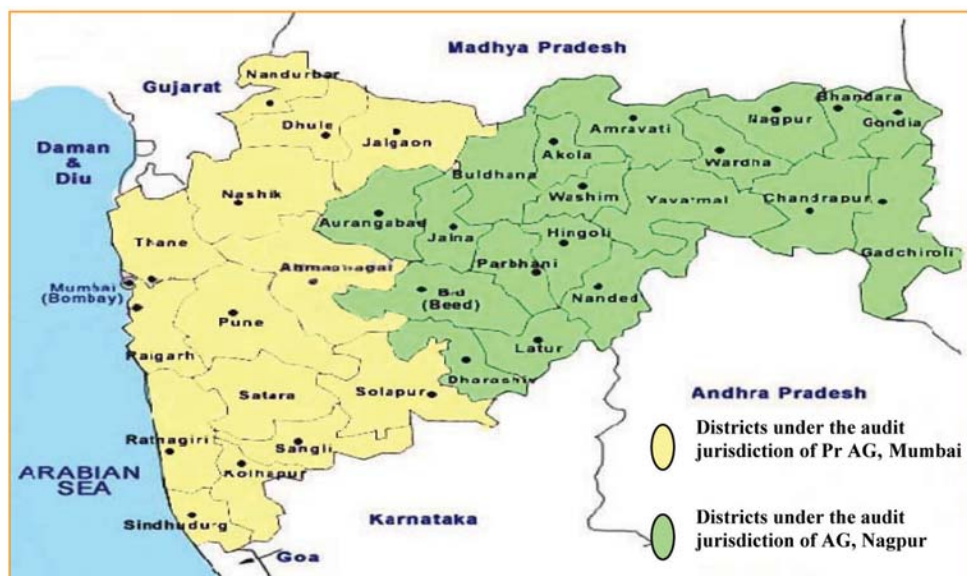 Madhya Pradesh
Gujarat
Nandurbar
Dhule
Jalgaon
Daman
&
Diu
Nashik
Buldhana
Akola
Amravati
Nagpur
Bhandara
Gondia
Wardha
Washim
Yavatmal
Chandrapur
Aurangabad
Jalna
Hingoli
Thane
Parbhani
Gadchiroli
Mumbai
(Bombay)
Bid
(Beed)
Nanded
Pune
Latur
Raigarh
Satara
Solapur
Andhra Pradesh
Ratnagiri
Sangli
Kolhapur
ARABIAN
SEA
Sindhudurg
Karnataka
Goa
Districts under the audit
jurisdiction of Pr AG, Mumbai
Districts under the audit
jurisdiction of AG, Nagpur